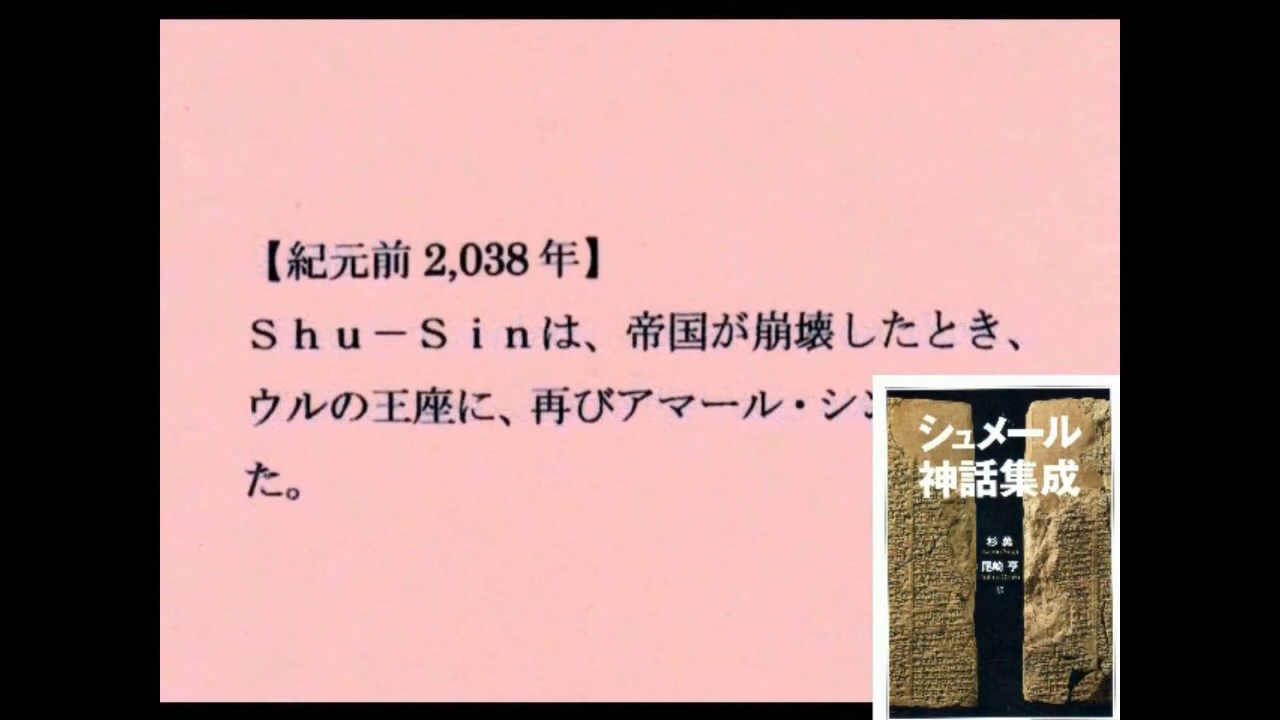 【紀元前 2,038 年】
Ｓｈｕ－Ｓｉｎは、帝国が崩壊したとき、
ウルの王座に、再びアマール・シ
た。
シュメール
神話集成
杉 勇
尾崎 亨
訳